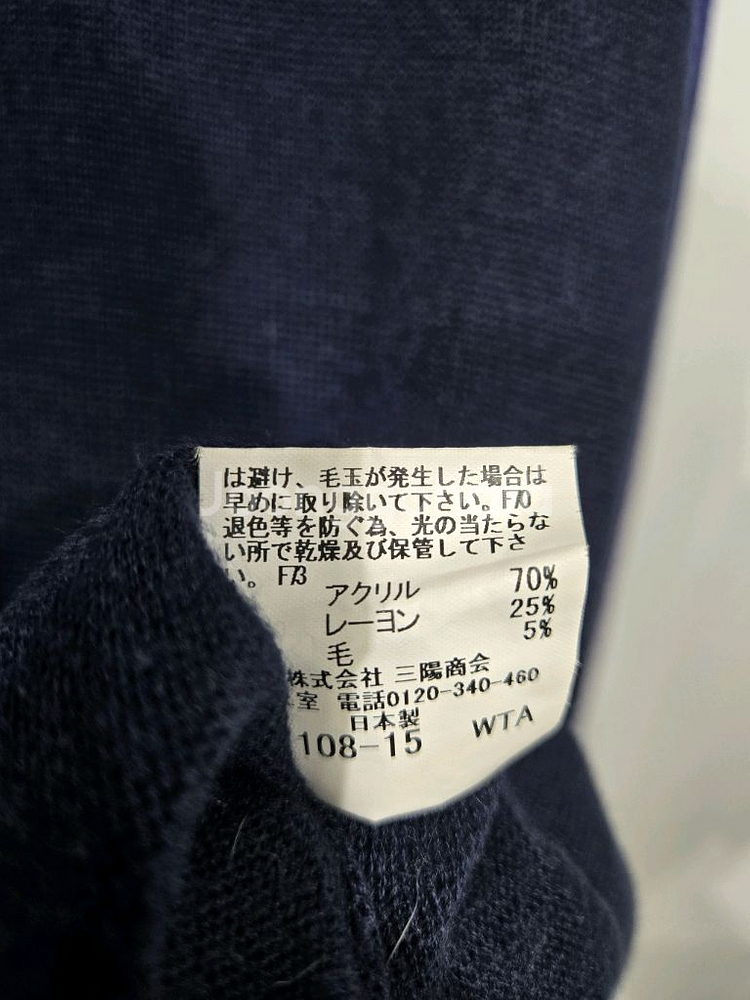 は避け、毛玉が発生した場合は
早めに取り除いて下さい。F70
退色等を防ぐ為、光の当たらな
い所で乾燥及び保管して下さ
い。 F73
アクリル 70%
レーヨン 25%
毛 5%
株式会社 三陽商会
室 電話0120-340-460
日本製
108-15 WTA